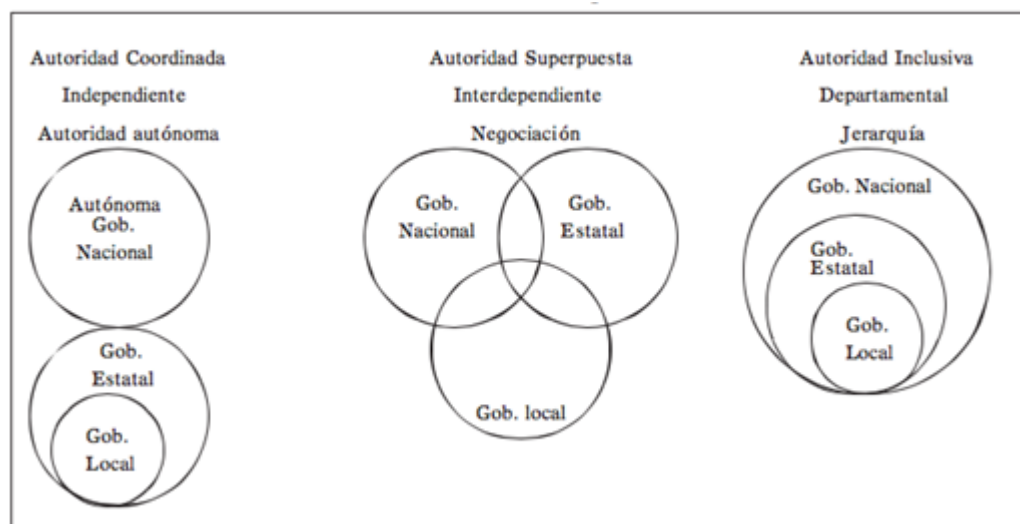 Autoridad Coordinada
Independiente
Autoridad autónoma
Autónoma
Gob.
Nacional
Gob.
Estatal
Gob.
Local
Autoridad Superpuesta
Interdependiente
Negociación
Gob.
Nacional
Gob.
Estatal
Gob. local
Autoridad Inclusiva
Departamental
Jerarquía
Gob. Nacional
Gob.
Estatal
Gob.
Local